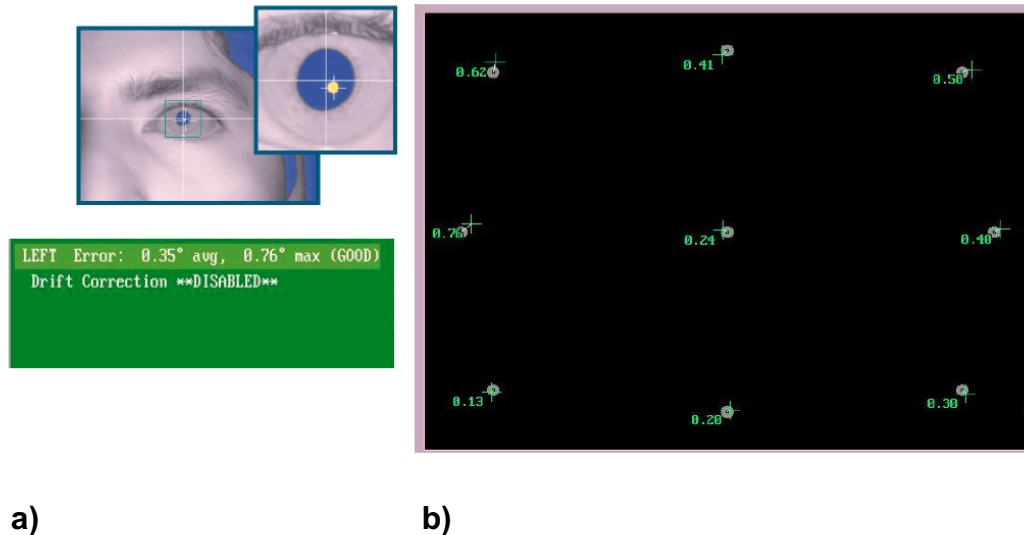 LEFT Error: 0.35° avg, 0.76° max (GOOD)
Drift Correction **DISABLED**
0.62
0.41
0.50
0.76
0.24
0.40
0.13
0.20
0.30
a)
b)